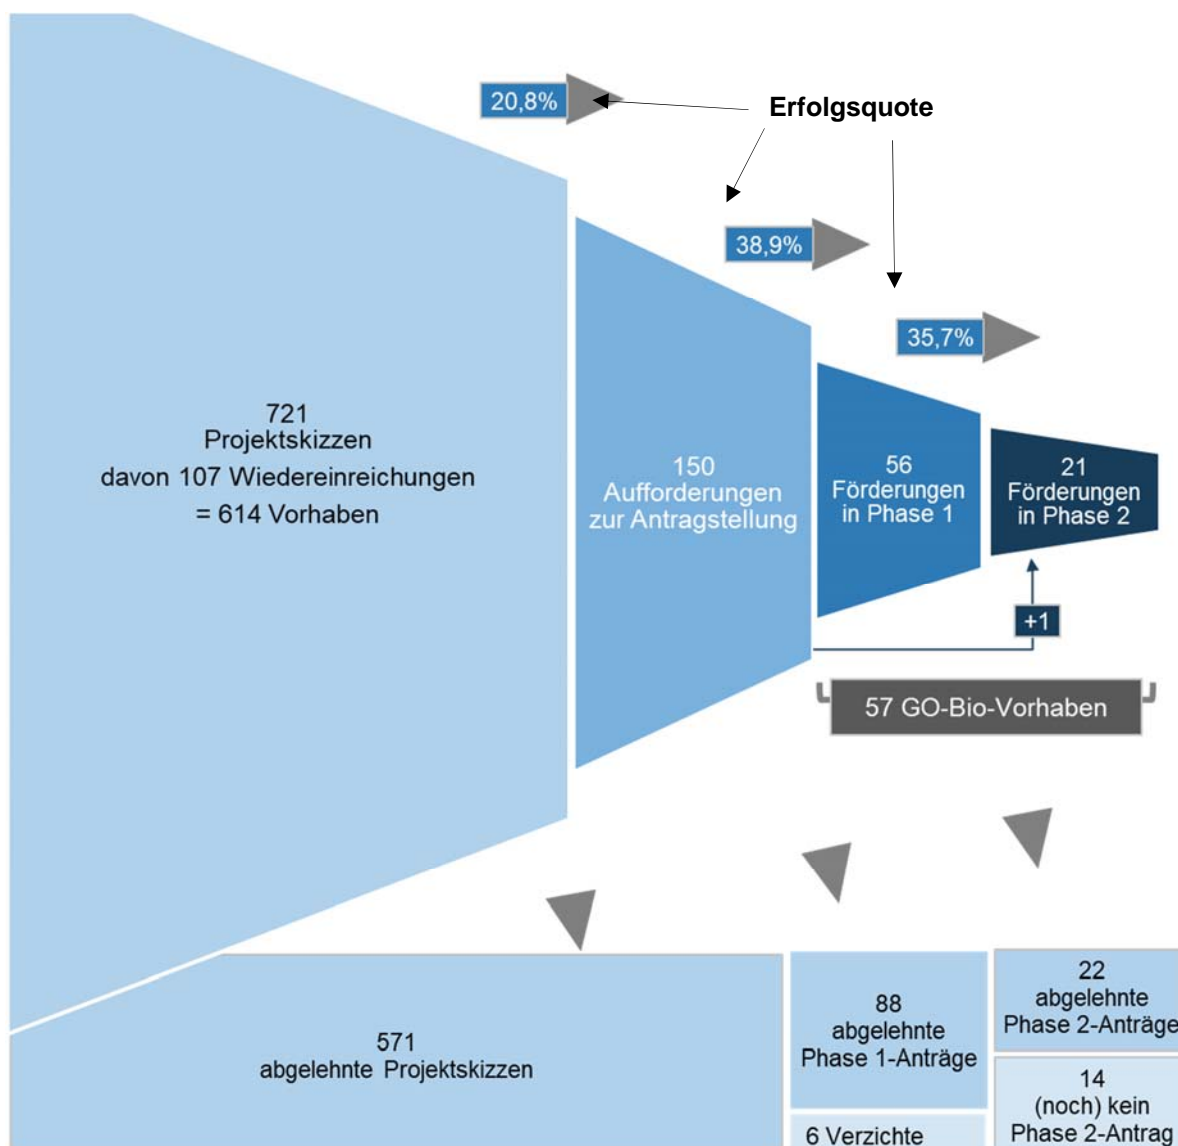 20,8%
Erfolgsquote
38,9%
35,7%
721
Projektskizzen
davon 107 Wiedereinreichungen
= 614 Vorhaben
150
Aufforderungen
zur Antragstellung
56
Förderungen
in Phase 1
21
Förderungen
in Phase 2
+1
57 GO-Bio-Vorhaben
571
abgelehnte Projektskizzen
88
abgelehnte
Phase 1-Anträge
6 Verzichte
22
abgelehnte
Phase 2-Anträge
14
(noch) kein
Phase 2-Antrag